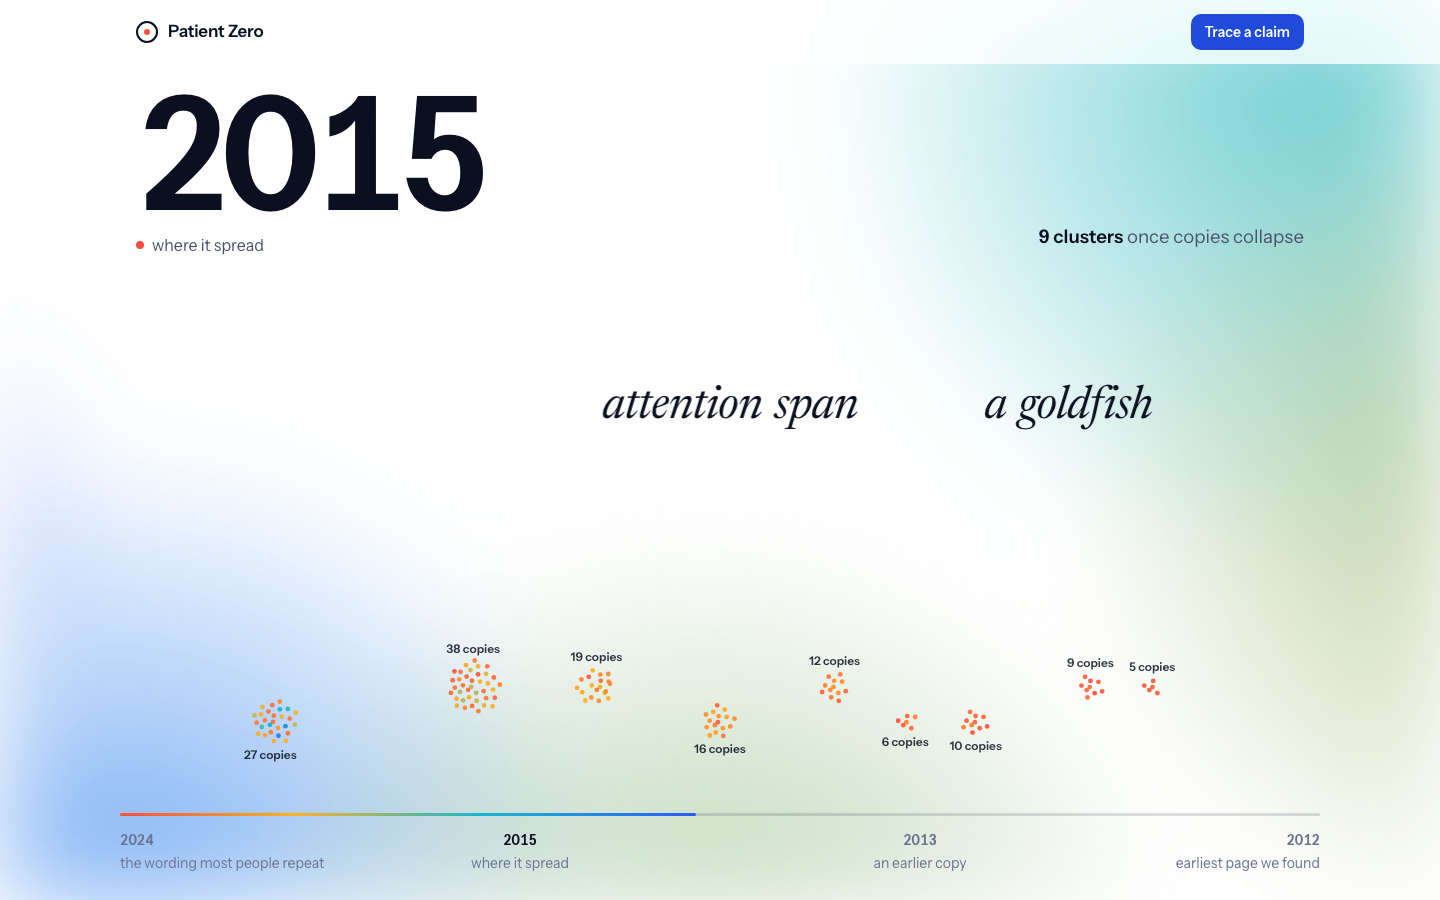 Patient Zero
Trace a claim
2015
where it spread
9 clusters once copies collapse
attention span a goldfish
38 copies
19 copies
12 copies
9 copies
5 copies
27 copies
16 copies
6 copies
10 copies
2024
the wording most people repeat
2015
where it spread
2013
an earlier copy
2012
earliest page we found